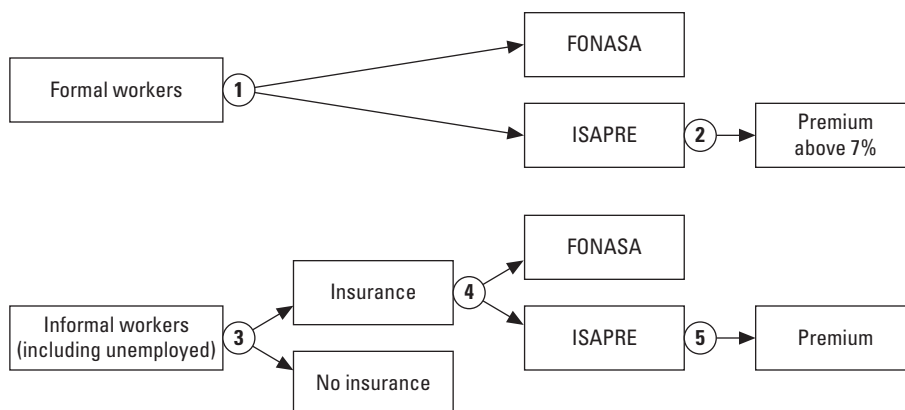 FONASA
Formal workers
1
ISAPRE
2
Premium
above 7%
FONASA
Insurance
4
Informal workers
(including unemployed)
3
ISAPRE
5
Premium
No insurance